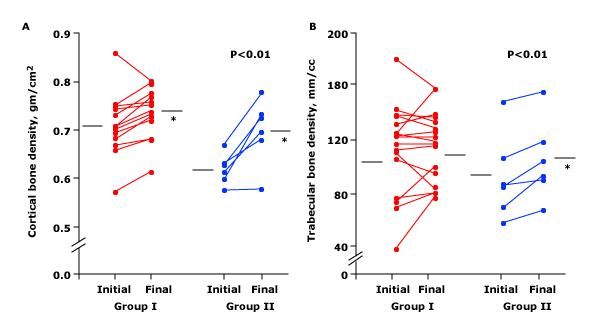 A
Cortical bone density, gm/cm²
0.9
0.8
0.7
0.6
0.5
0.0
P<0.01
*
*
Initial Final Initial Final
Group I Group II
B
Trabecular bone density, mm/cc
200
180
120
80
40
0
P<0.01
*
Initial Final Initial Final
Group I Group II